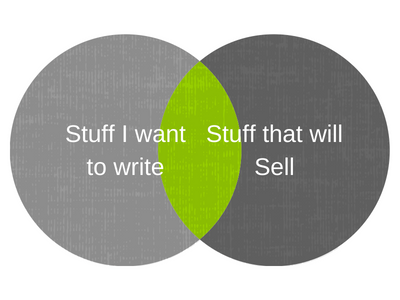 Stuff I want
to write
Stuff that will
Sell